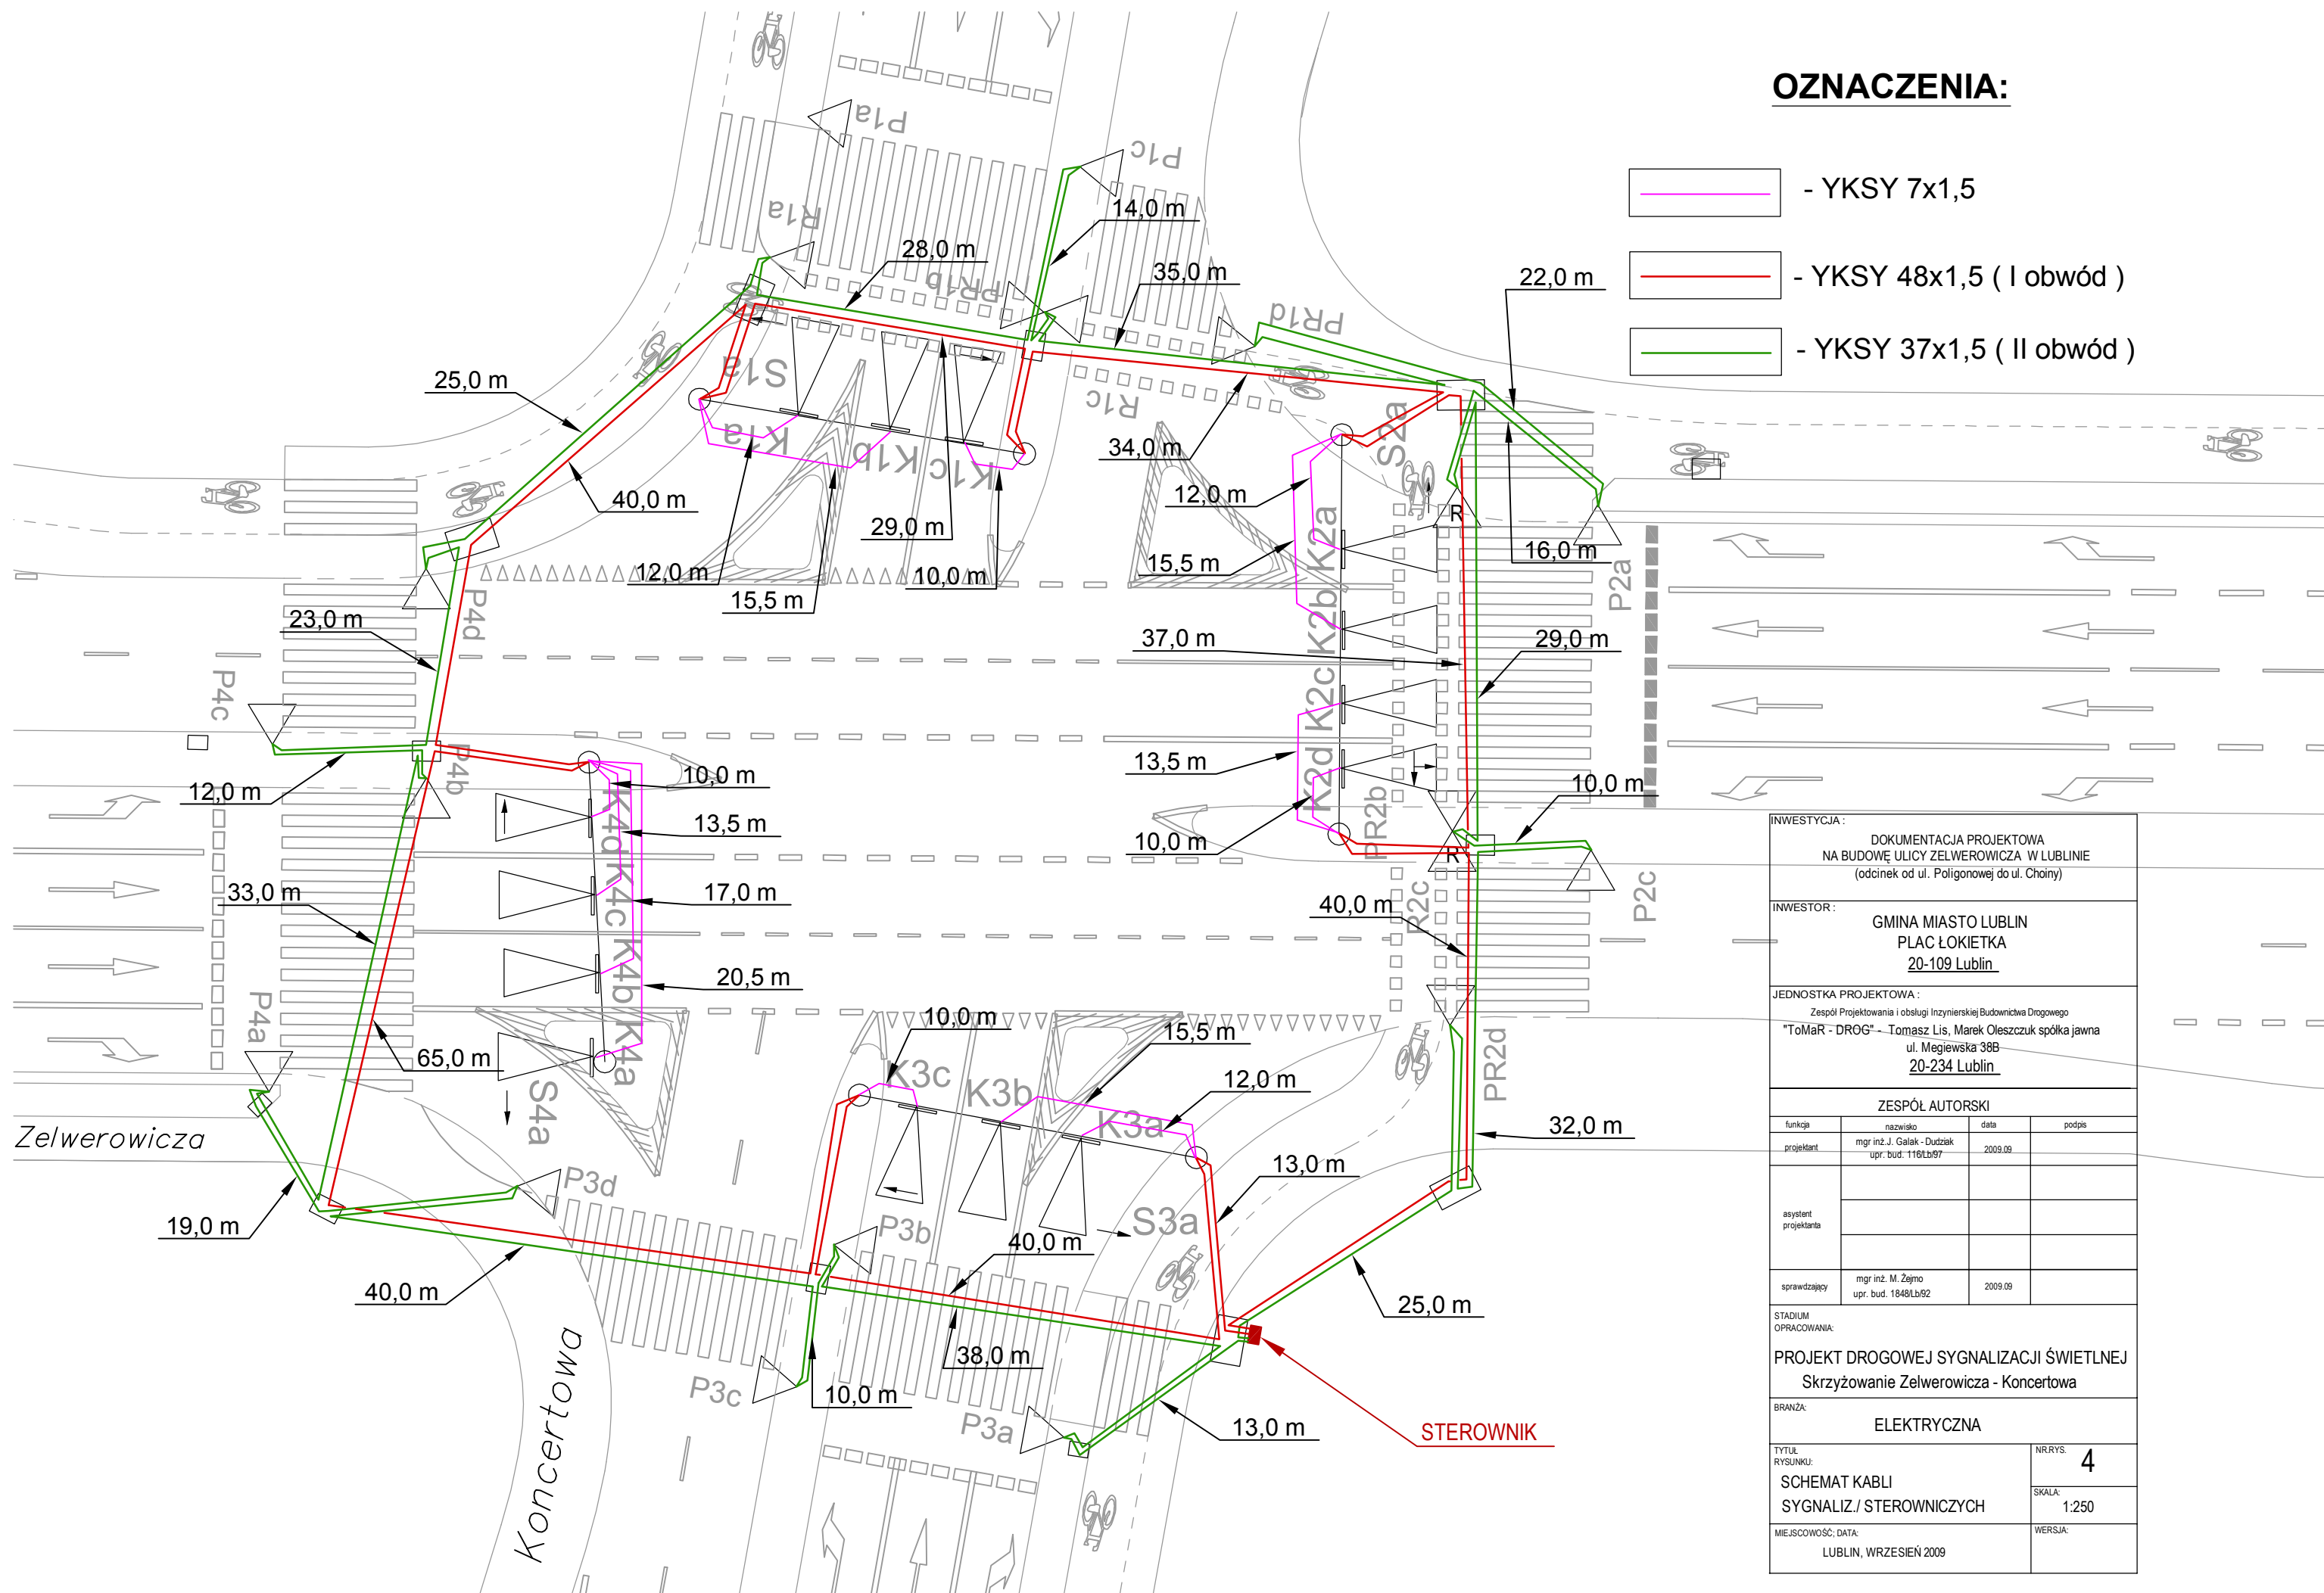 OZNACZENIA:
- YKSY 7x1,5
- YKSY 48x1,5 ( I obwód )
- YKSY 37x1,5 ( II obwód )
P1a
P1c
R1a
14,0 m
28,0 m
PR1b
35,0 m
22,0 m
PR1d
S1a
25,0 m
R1c
S2a
K1a
K1b
K1c
34,0 m
12,0 m
40,0 m
29,0 m
R
16,0 m
K2a
15,5 m
12,0 m
10,0 m
15,5 m
P2a
P4d
23,0 m
K2b
37,0 m
29,0 m
P4c
K2c
P4b
10,0 m
13,5 m
K2d
10,0 m
12,0 m
K4d
13,5 m
PR2b
10,0 m
R
33,0 m
K4c
17,0 m
40,0 m
R2c
P2c
K4b
20,5 m
P4a
10,0 m
15,5 m
65,0 m
K4a
K3c
12,0 m
PR2d
K3b
S4a
K3a
32,0 m
Zelwerowicza
13,0 m
P3d
19,0 m
P3b
S3a
40,0 m
40,0 m
25,0 m
38,0 m
P3c
10,0 m
Koncertowa
P3a
13,0 m
STEROWNIK
INWESTYCJA :
DOKUMENTACJA PROJEKTOWA
NA BUDOWĘ ULICY ZELWEROWICZA W LUBLINIE
(odcinek od ul. Poligonowej do ul. Choiny)
INWESTOR :
GMINA MIASTO LUBLIN
PLAC ŁOKIETKA
20-109 Lublin
JEDNOSTKA PROJEKTOWA :
Zespół Projektowania i obsługi Inzynierskiej Budownictwa Drogowego
"ToMaR - DROG" - Tomasz Lis, Marek Oleszczuk spółka jawna
ul. Megiewska 38B
20-234 Lublin
ZESPÓŁ AUTORSKI
funkcja nazwisko data podpis
projektant mgr inż.J. Galak - Dudziak 2009.09
upr. bud. 116/Lb/97
asystent
projektanta
sprawdzający mgr inż. M. Żejmo 2009.09
upr. bud. 1848/Lb/92
STADIUM
OPRACOWANIA:
PROJEKT DROGOWEJ SYGNALIZACJI ŚWIETLNEJ
Skrzyżowanie Zelwerowicza - Koncertowa
BRANŻA:
ELEKTRYCZNA
TYTUŁ
RYSUNKU:
SCHEMAT KABLI
SYGNALIZ./ STEROWNICZYCH
NR.RYS.
4
SKALA:
1:250
MIEJSCOWOŚĆ; DATA:
LUBLIN, WRZESIEŃ 2009
WERSJA: